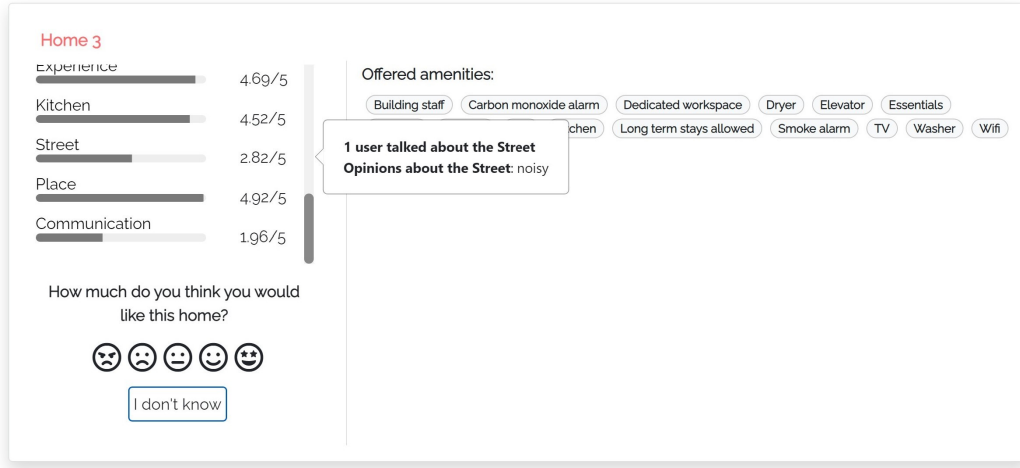 Home 3
Experience
4.69/5
Kitchen
4.52/5
Street
2.82/5
Place
4.92/5
Communication
1.96/5
How much do you think you would
like this home?
I don't know
Offered amenities:
Building staff Carbon monoxide alarm Dedicated workspace Dryer Elevator Essentials
Long term stays allowed Smoke alarm TV Washer Wifi
1 user talked about the Street
Opinions about the Street: noisy